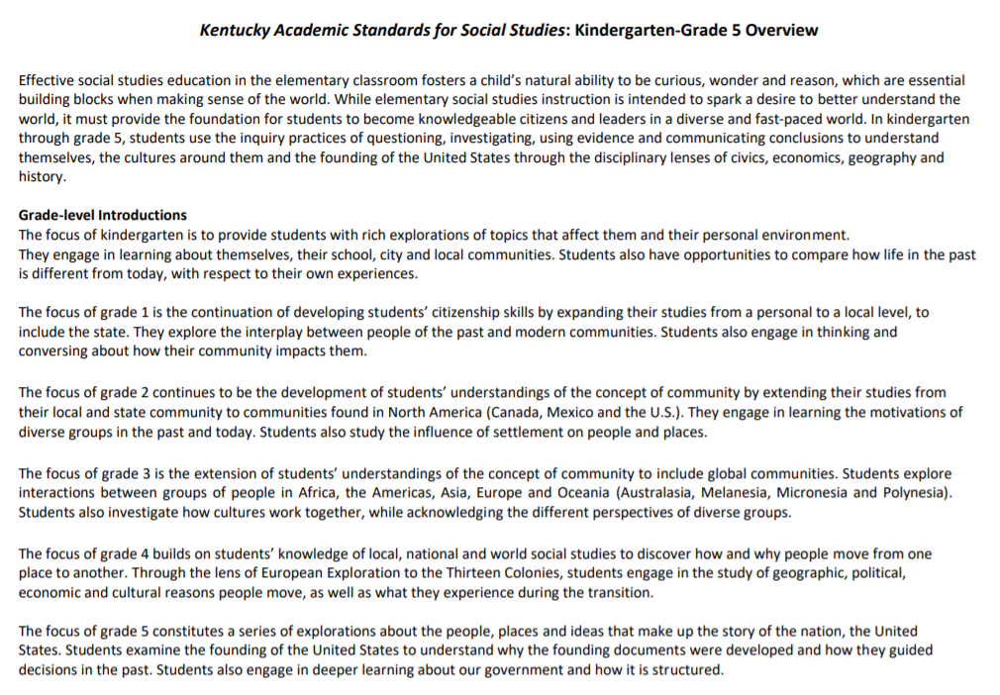 Kentucky Academic Standards for Social Studies: Kindergarten-Grade 5 Overview
Effective social studies education in the elementary classroom fosters a child's natural ability to be curious, wonder and reason, which are essential
building blocks when making sense of the world. While elementary social studies instruction is intended to spark a desire to better understand the
world, it must provide the foundation for students to become knowledgeable citizens and leaders in a diverse and fast-paced world. In kindergarten
through grade 5, students use the inquiry practices of questioning, investigating, using evidence and communicating conclusions to understand
themselves, the cultures around them and the founding of the United States through the disciplinary lenses of civics, economics, geography and
history.
Grade-level Introductions
The focus of kindergarten is to provide students with rich explorations of topics that affect them and their personal environment.
They engage in learning about themselves, their school, city and local communities. Students also have opportunities to compare how life in the past
is different from today, with respect to their own experiences.
The focus of grade 1 is the continuation of developing students' citizenship skills by expanding their studies from a personal to a local level, to
include the state. They explore the interplay between people of the past and modern communities. Students also engage in thinking and
conversing about how their community impacts them.
The focus of grade 2 continues to be the development of students' understandings of the concept of community by extending their studies from
their local and state community to communities found in North America (Canada, Mexico and the U.S.). They engage in learning the motivations of
diverse groups in the past and today. Students also study the influence of settlement on people and places.
The focus of grade 3 is the extension of students' understandings of the concept of community to include global communities. Students explore
interactions between groups of people in Africa, the Americas, Asia, Europe and Oceania (Australasia, Melanesia, Micronesia and Polynesia).
Students also investigate how cultures work together, while acknowledging the different perspectives of diverse groups.
The focus of grade 4 builds on students' knowledge of local, national and world social studies to discover how and why people move from one
place to another. Through the lens of European Exploration to the Thirteen Colonies, students engage in the study of geographic, political,
economic and cultural reasons people move, as well as what they experience during the transition.
The focus of grade 5 constitutes a series of explorations about the people, places and ideas that make up the story of the nation, the United
States. Students examine the founding of the United States to understand why the founding documents were developed and how they guided
decisions in the past. Students also engage in deeper learning about our government and how it is structured.